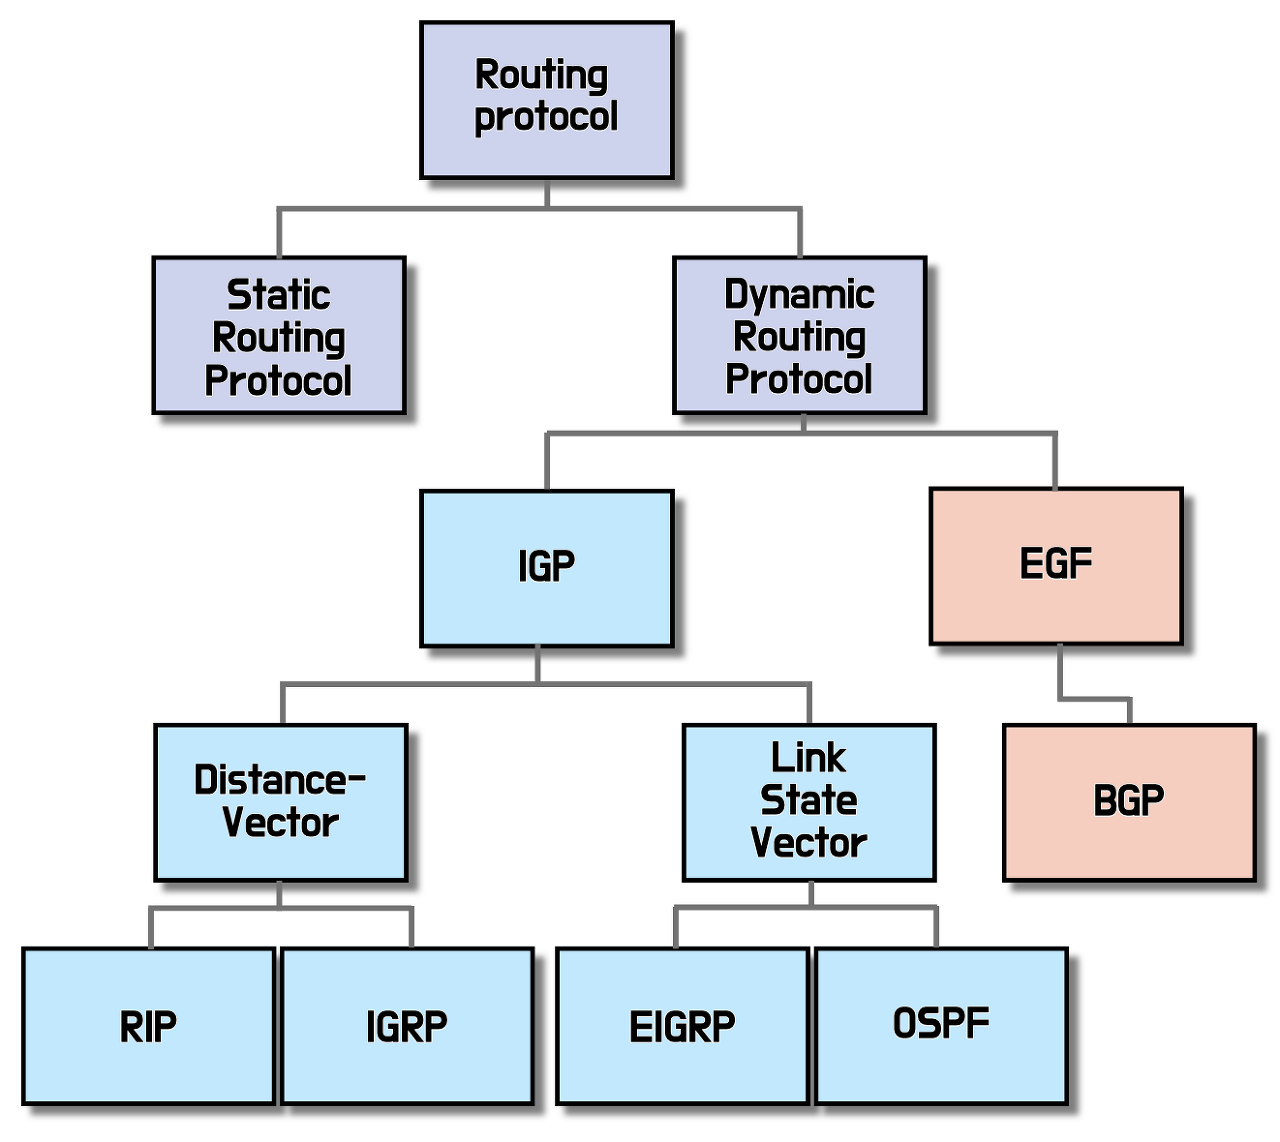 Routing
protocol
Static
Routing
Protocol
Dynamic
Routing
Protocol
IGP
EGF
Distance-
Vector
Link
State
Vector
BGP
RIP
IGRP
EIGRP
OSPF